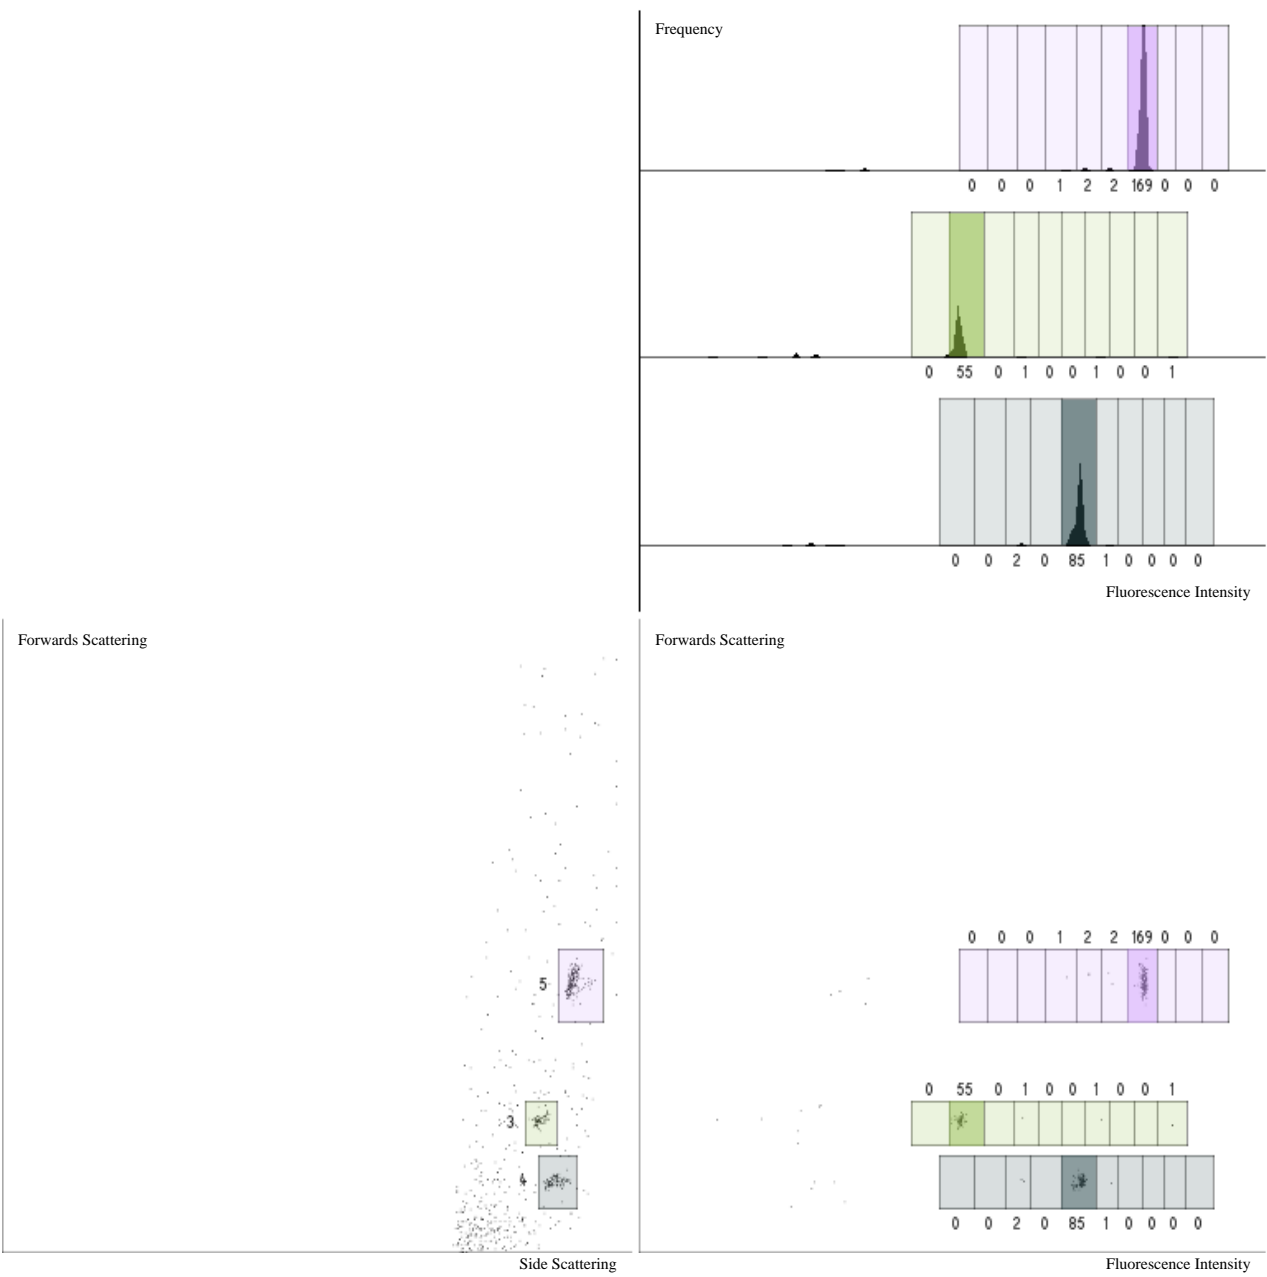 Frequency
0 0 0 1 2 2 169 0 0 0
0 55 0 1 0 0 1 0 0 1
0 0 2 0 85 1 0 0 0 0
Fluorescence Intensity
Forwards Scattering
Forwards Scattering
0 0 0 1 2 2 169 0 0 0
5
0 55 0 1 0 0 1 0 0 1
3
4
0 0 2 0 85 1 0 0 0 0
Side Scattering
Fluorescence Intensity